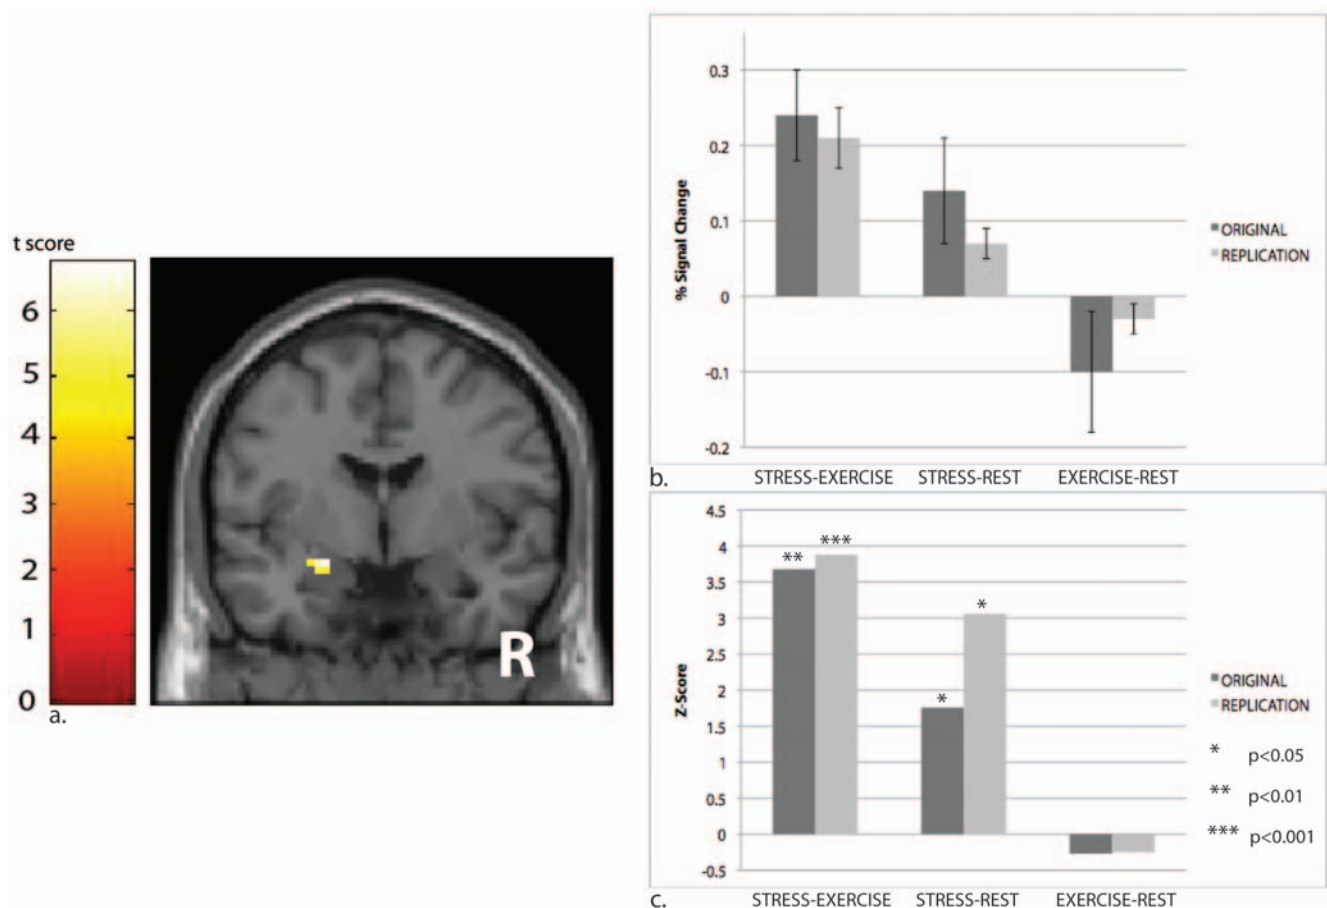 t score
6
5
4
3
2
1
0
a.
R
% Signal Change
0.3
0.2
0.1
0
-0.1
-0.2
ORIGINAL
REPLICATION
b.
STRESS-EXERCISE STRESS-REST EXERCISE-REST
Z-Score
4.5
4
3.5
3
2.5
2
1.5
1
0.5
0
-0.5
** *** * *
ORIGINAL
REPLICATION
* p<0.05
** p<0.01
*** p<0.001
c.
STRESS-EXERCISE STRESS-REST EXERCISE-REST